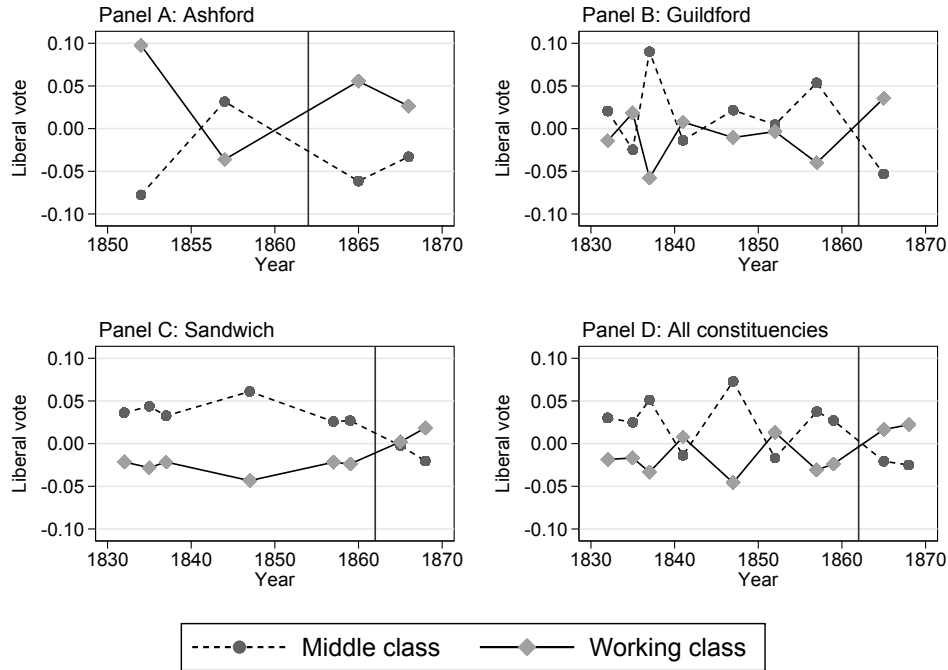 Panel A: Ashford
Liberal vote
0.10
0.05
0.00
-0.05
-0.10
1850 1855 1860 1865 1870
Year
Panel B: Guildford
Liberal vote
0.10
0.05
0.00
-0.05
-0.10
1830 1840 1850 1860 1870
Year
Panel C: Sandwich
Liberal vote
0.10
0.05
0.00
-0.05
-0.10
1830 1840 1850 1860 1870
Year
Panel D: All constituencies
Liberal vote
0.10
0.05
0.00
-0.05
-0.10
1830 1840 1850 1860 1870
Year
Middle class Working class